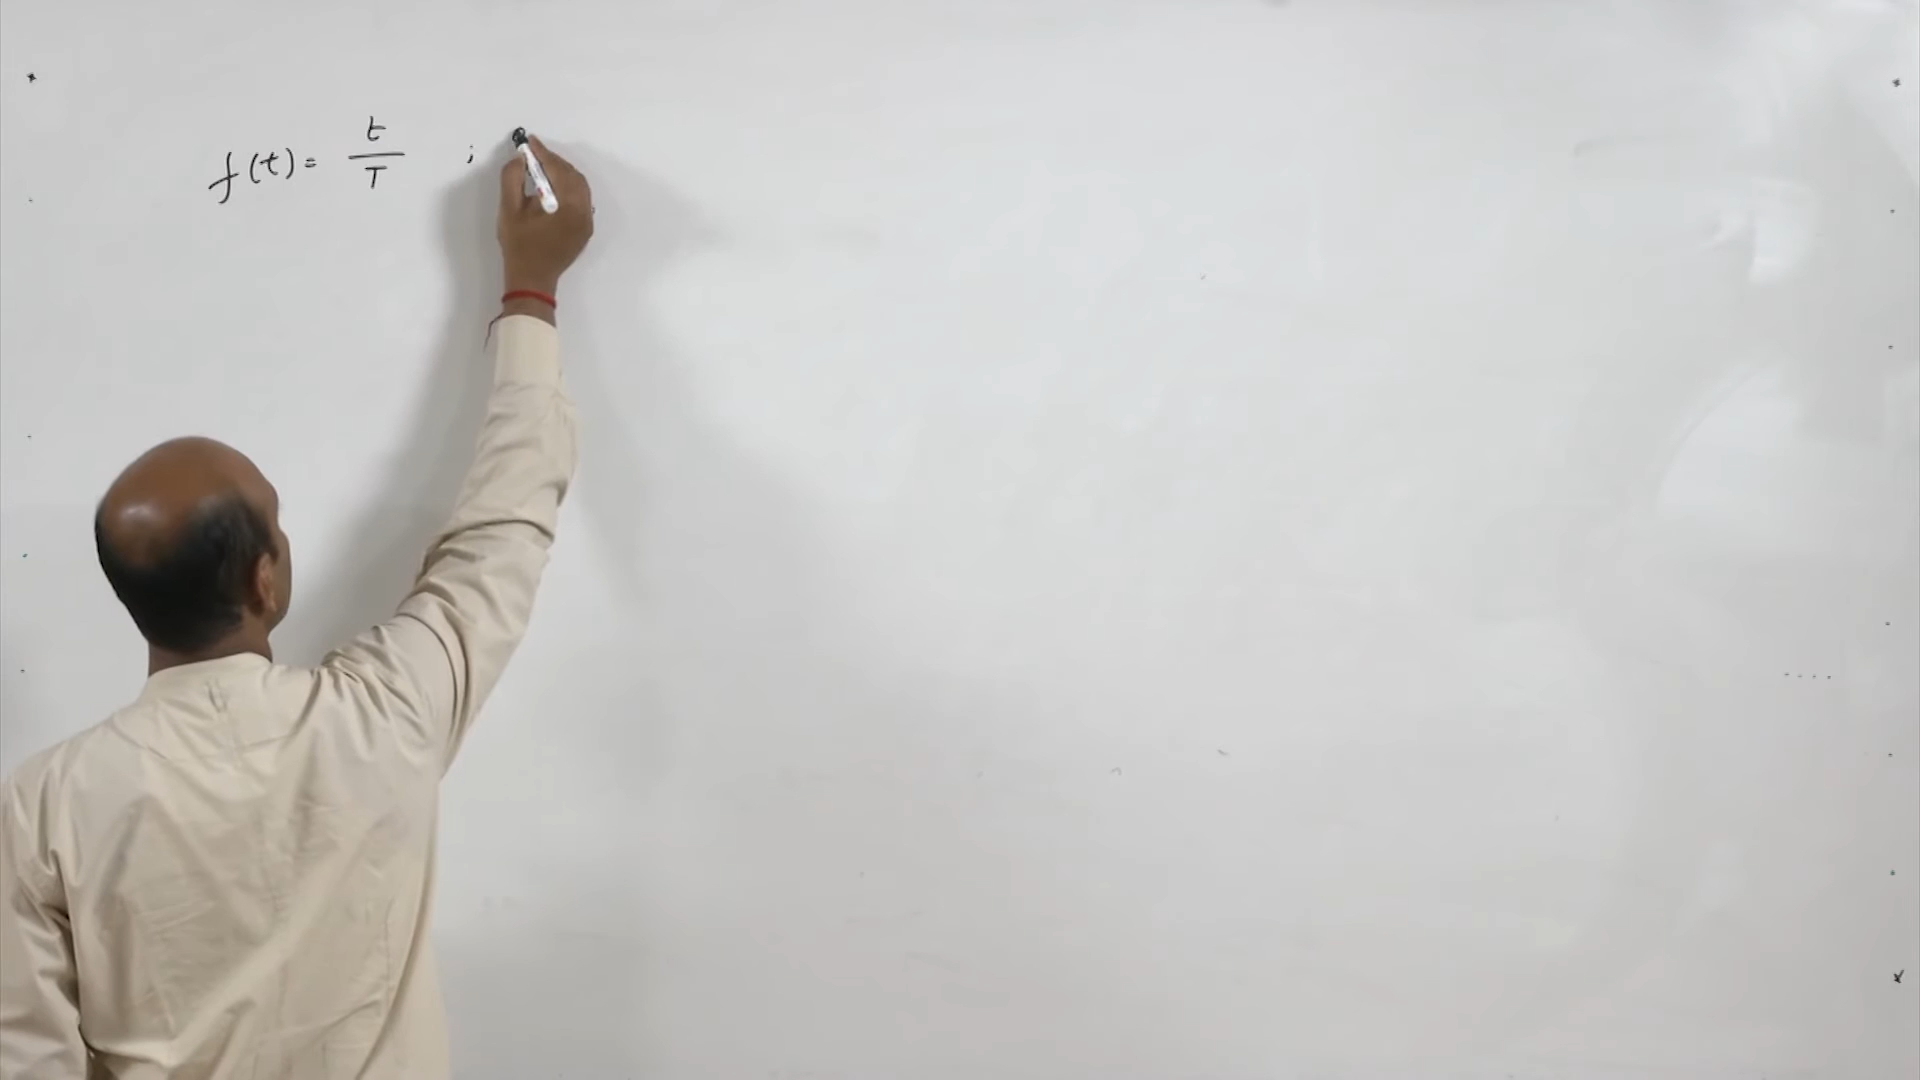 f(t) = t/T ;